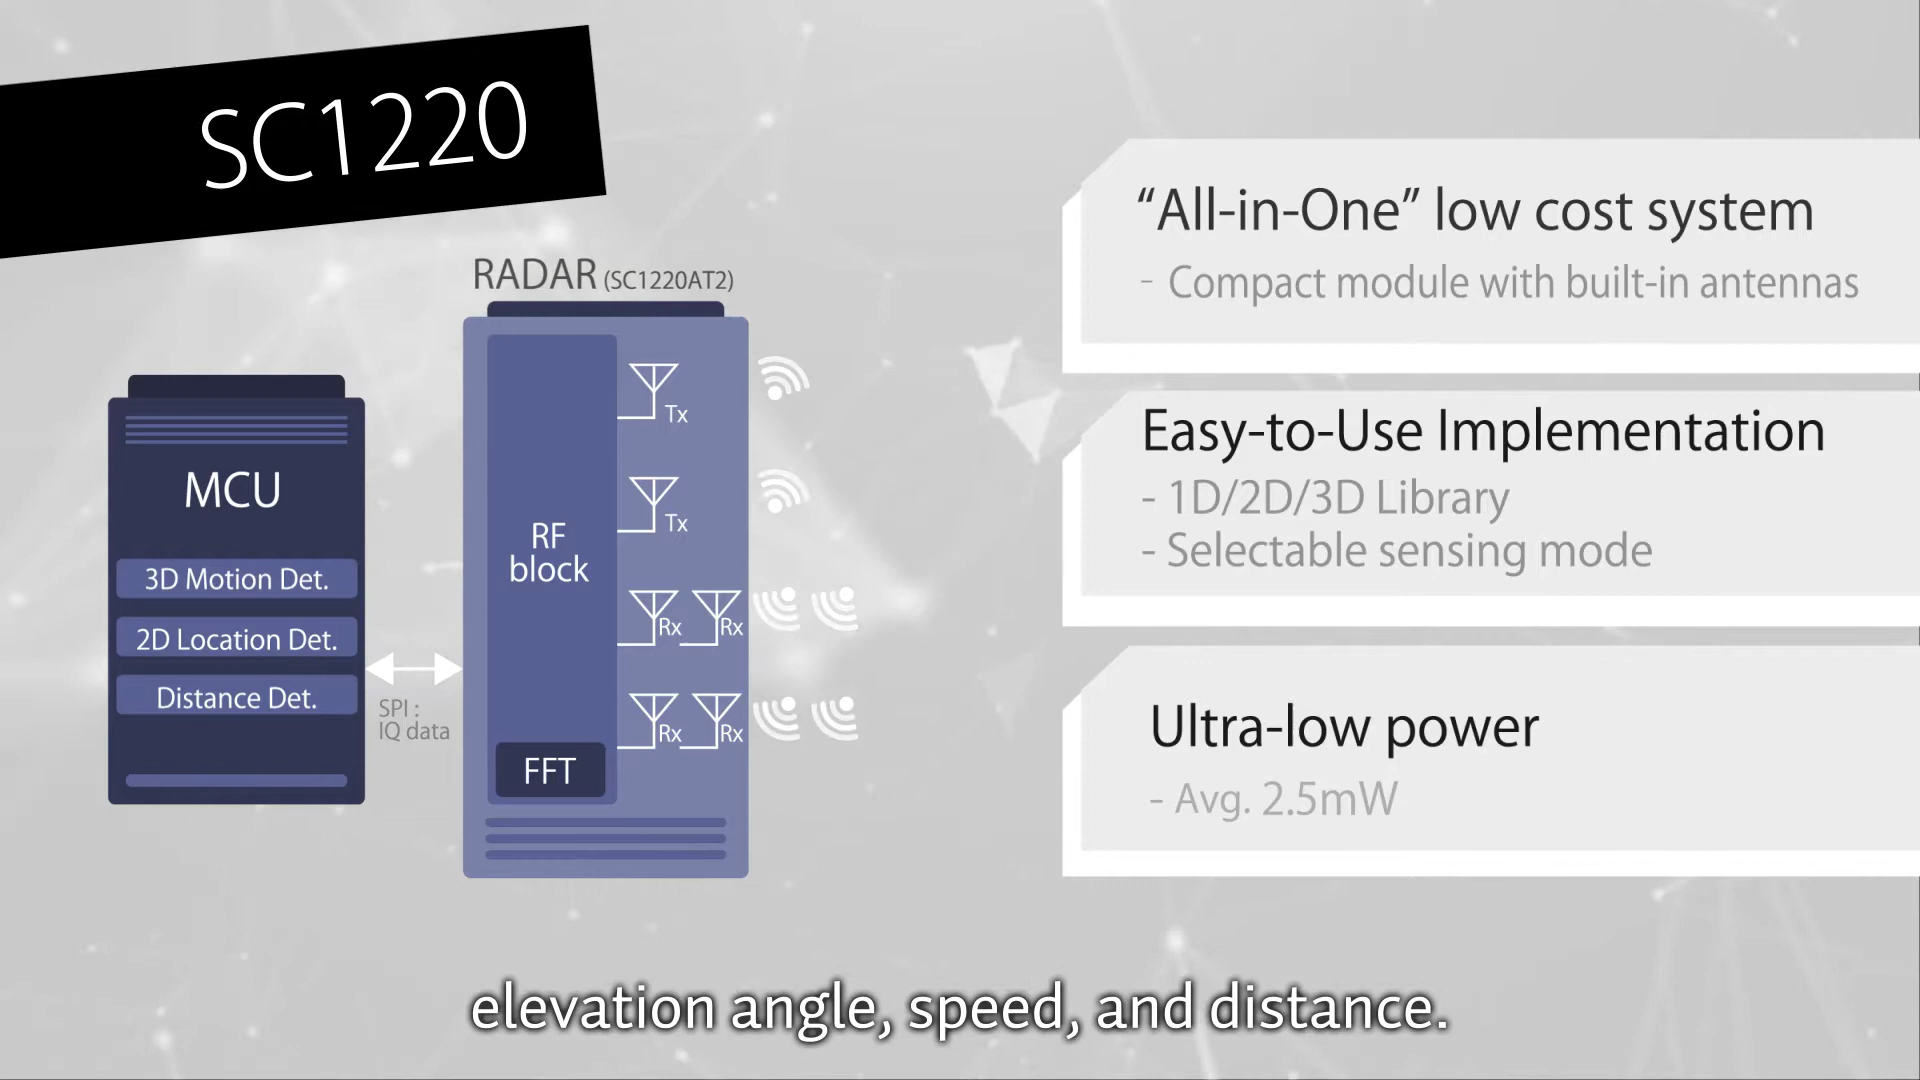 SC1220
RADAR (SC1220AT2)
MCU
3D Motion Det.
2D Location Det.
Distance Det.
SPI :
IQ data
RF
block
FFT
Tx
Tx
Rx Rx
Rx Rx
“All-in-One” low cost system
- Compact module with built-in antennas
Easy-to-Use Implementation
- 1D/2D/3D Library
- Selectable sensing mode
Ultra-low power
- Avg. 2.5mW
elevation angle, speed, and distance.